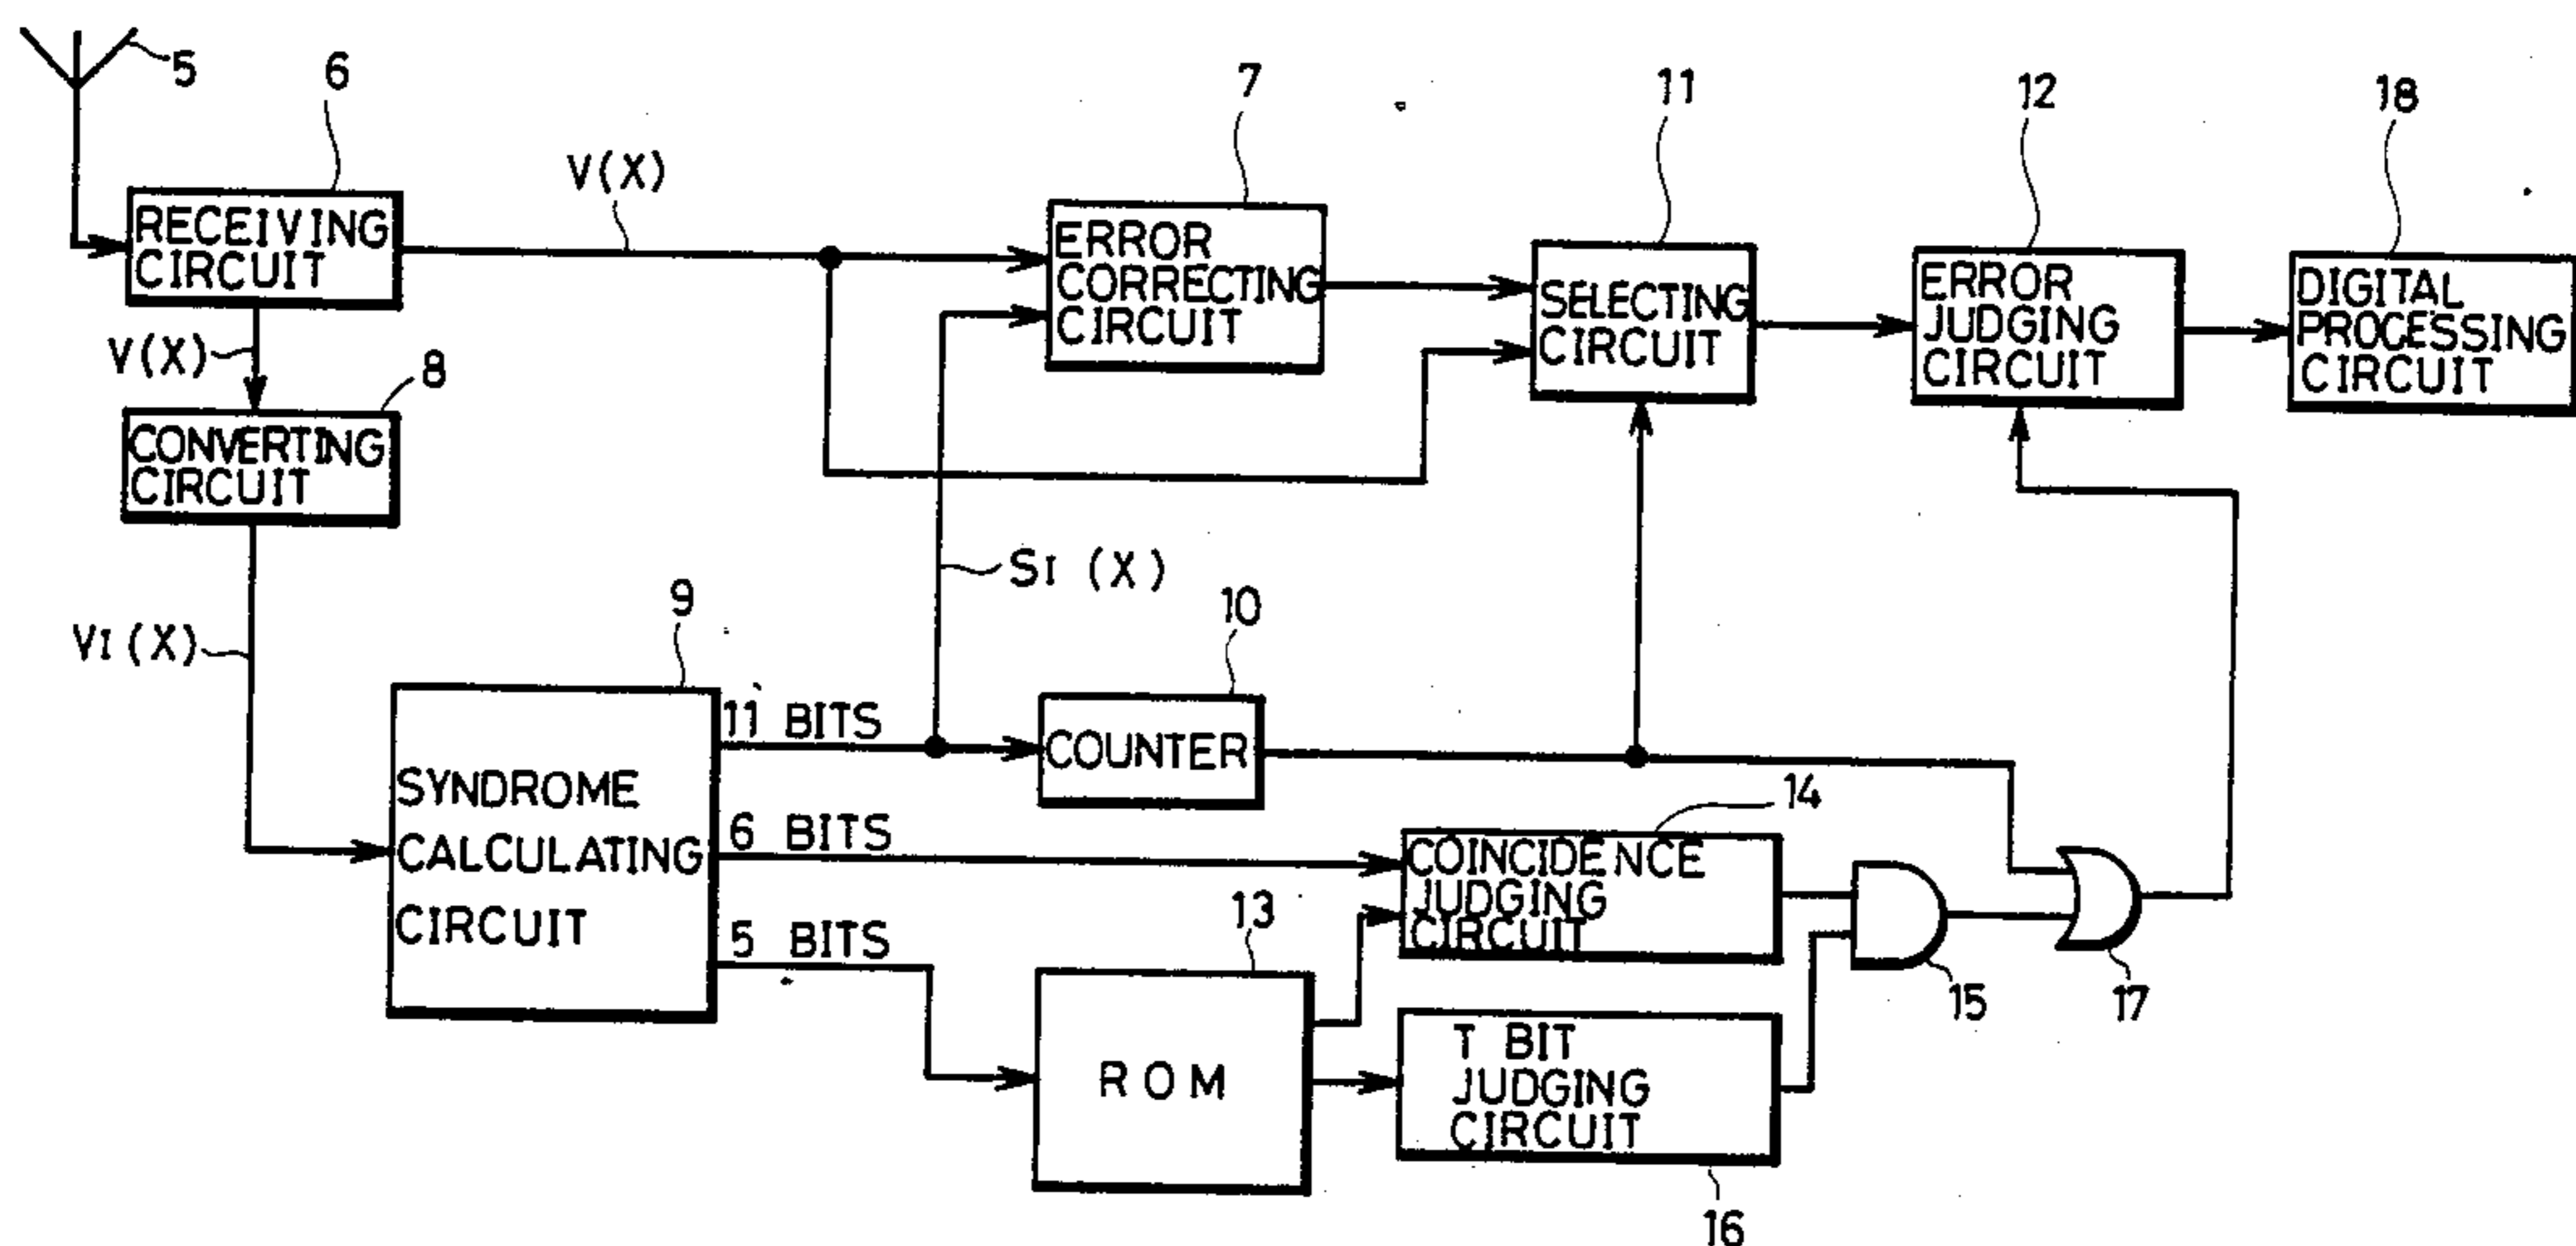 5
6
7
11
12
18
V(X)
RECEIVING
CIRCUIT
ERROR
CORRECTING
CIRCUIT
SELECTING
CIRCUIT
ERROR
JUDGING
CIRCUIT
DIGITAL
PROCESSING
CIRCUIT
V(X)
8
CONVERTING
CIRCUIT
SI (X)
VI (X)
9
10
11 BITS
COUNTER
SYNDROME
CALCULATING
CIRCUIT
6 BITS
14
COINCIDENCE
JUDGING
CIRCUIT
5 BITS
13
15
17
ROM
T BIT
JUDGING
CIRCUIT
16